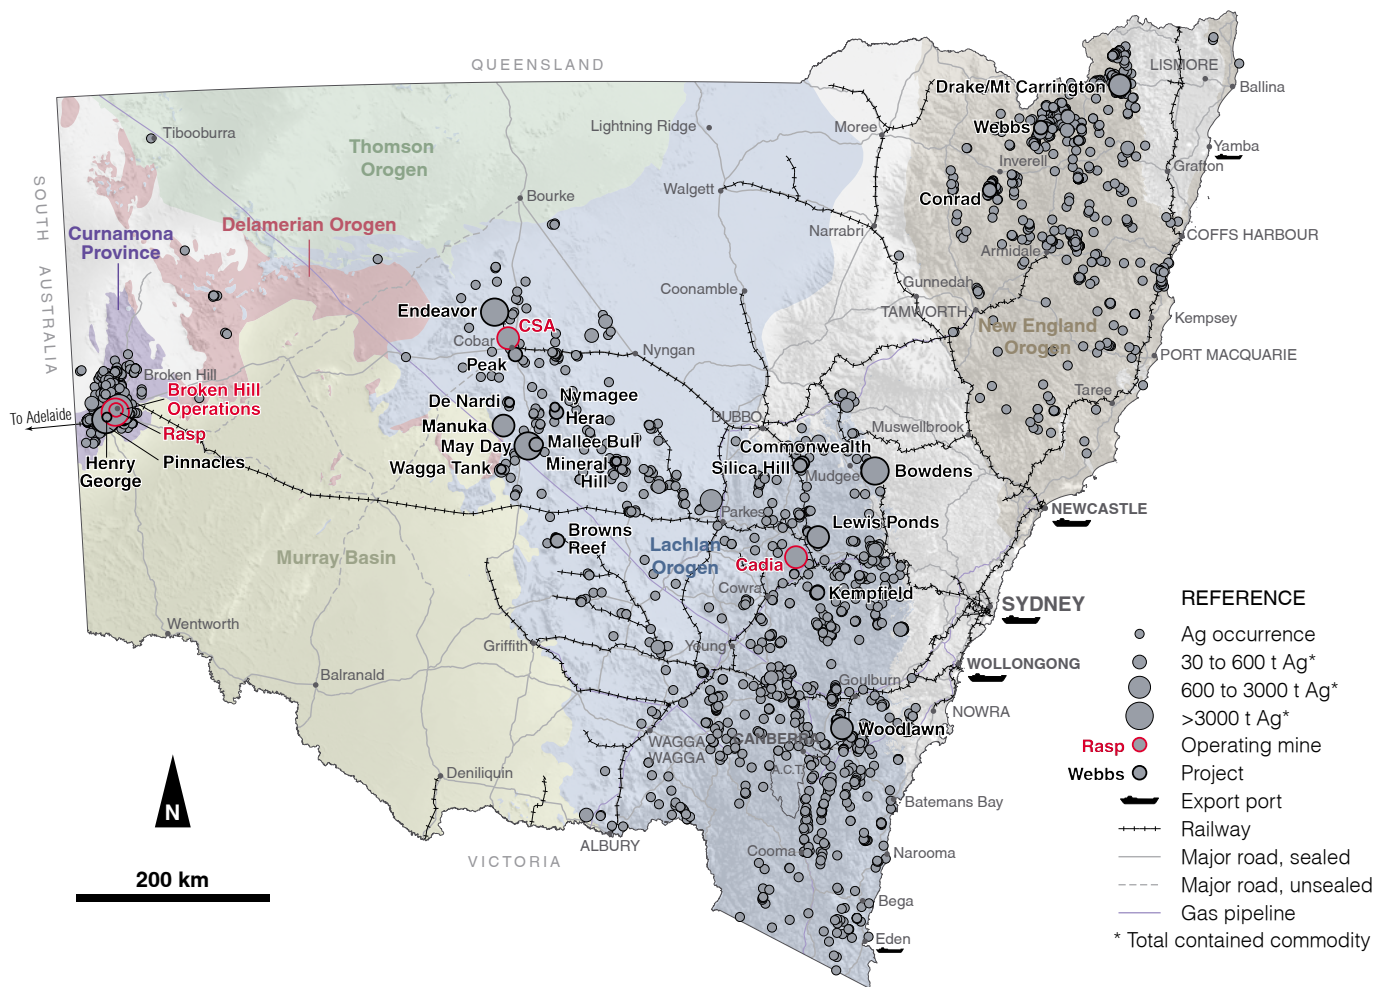 QUEENSLAND
LISMORE
Drake/Mt Carrington
Ballina
Tibooburra
Lightning Ridge
Moree
Webbs
Yamba
Thomson
Orogen
Inverell
Grafton
SOUTH AUSTRALIA
Walgett
Bourke
Conrad
Delamerian Orogen
Curnamona
Province
Narrabri
COFFS HARBOUR
Armidale
Gunnedah
Coonamble
Endeavor
TAMWORTH
CSA
Kempsey
New England
Orogen
Cobar
Nyngan
PORT MACQUARIE
Peak
Broken Hill
Broken Hill
Operations
Taree
Nymagee
De Nardi
To Adelaide
Hera
DUBBO
Manuka
Muswellbrook
Rasp
May Day
Mallee Bull
Commonwealth
Henry
George
Pinnacles
Wagga Tank
Mineral
Hill
Silica Hill
Mudgee
Bowdens
Parkes
NEWCASTLE
Lewis Ponds
Browns
Reef
Murray Basin
Lachlan
Orogen
Cadia
Cowra
Kempfield
REFERENCE
SYDNEY
Wentworth
Ag occurrence
Griffith
Young
30 to 600 t Ag*
WOLLONGONG
Balranald
Goulburn
600 to 3000 t Ag*
NOWRA
>3000 t Ag*
Woodlawn
WAGGA
WAGGA
CANBERRA
Rasp
Operating mine
A.C.T.
Deniliquin
Webbs
Project
Batemans Bay
Export port
N
Railway
ALBURY
VICTORIA
Cooma
Narooma
Major road, sealed
200 km
Major road, unsealed
Bega
Gas pipeline
Eden
* Total contained commodity